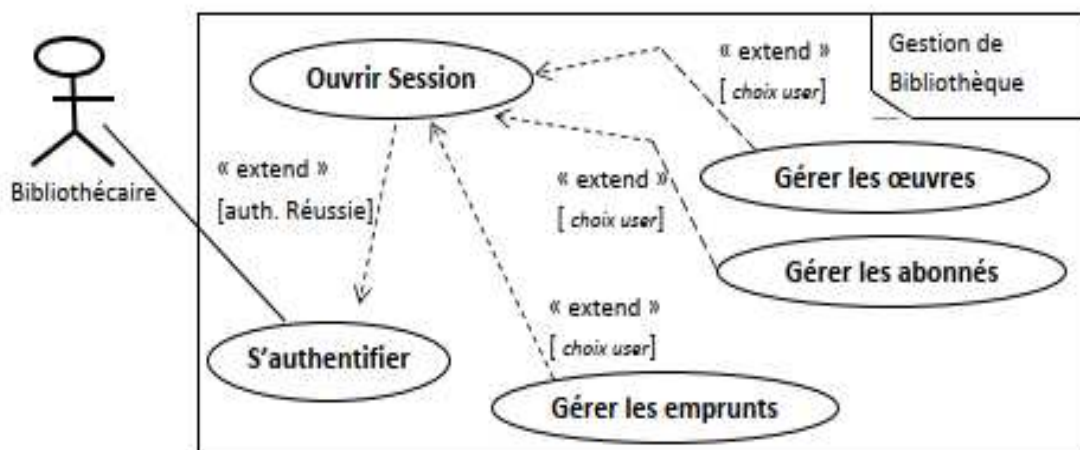 « extend »
[ choix user]
Gestion de
Bibliothèque
Ouvrir Session
Bibliothécaire
« extend »
[auth. Réussie]
« extend »
[ choix user]
Gérer les œuvres
Gérer les abonnés
« extend »
[ choix user]
S'authentifier
Gérer les emprunts